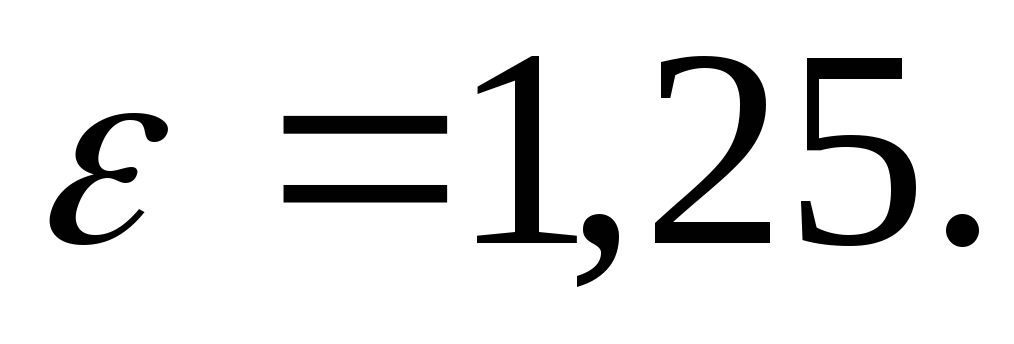 ε = 1,25.